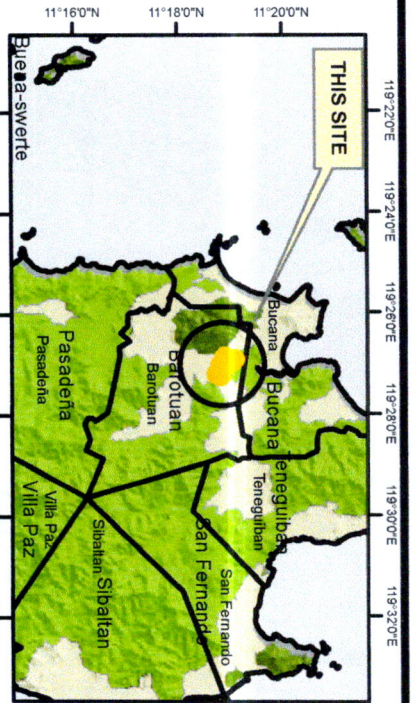 11°16'0"N
11°18'0"N
11°20'0"N
119°22'0"E
119°24'0"E
119°26'0"E
119°28'0"E
119°30'0"E
119°32'0"E
THIS SITE
Buena-swerte
Bucana
Bucana
Barotuan
Barotuan
Pasadeña
Pasadeña
Teneguiban
Teneguiban
San Fernando
San Fernando
Sibaltan
Sibaltan
Villa Paz
Villa Paz